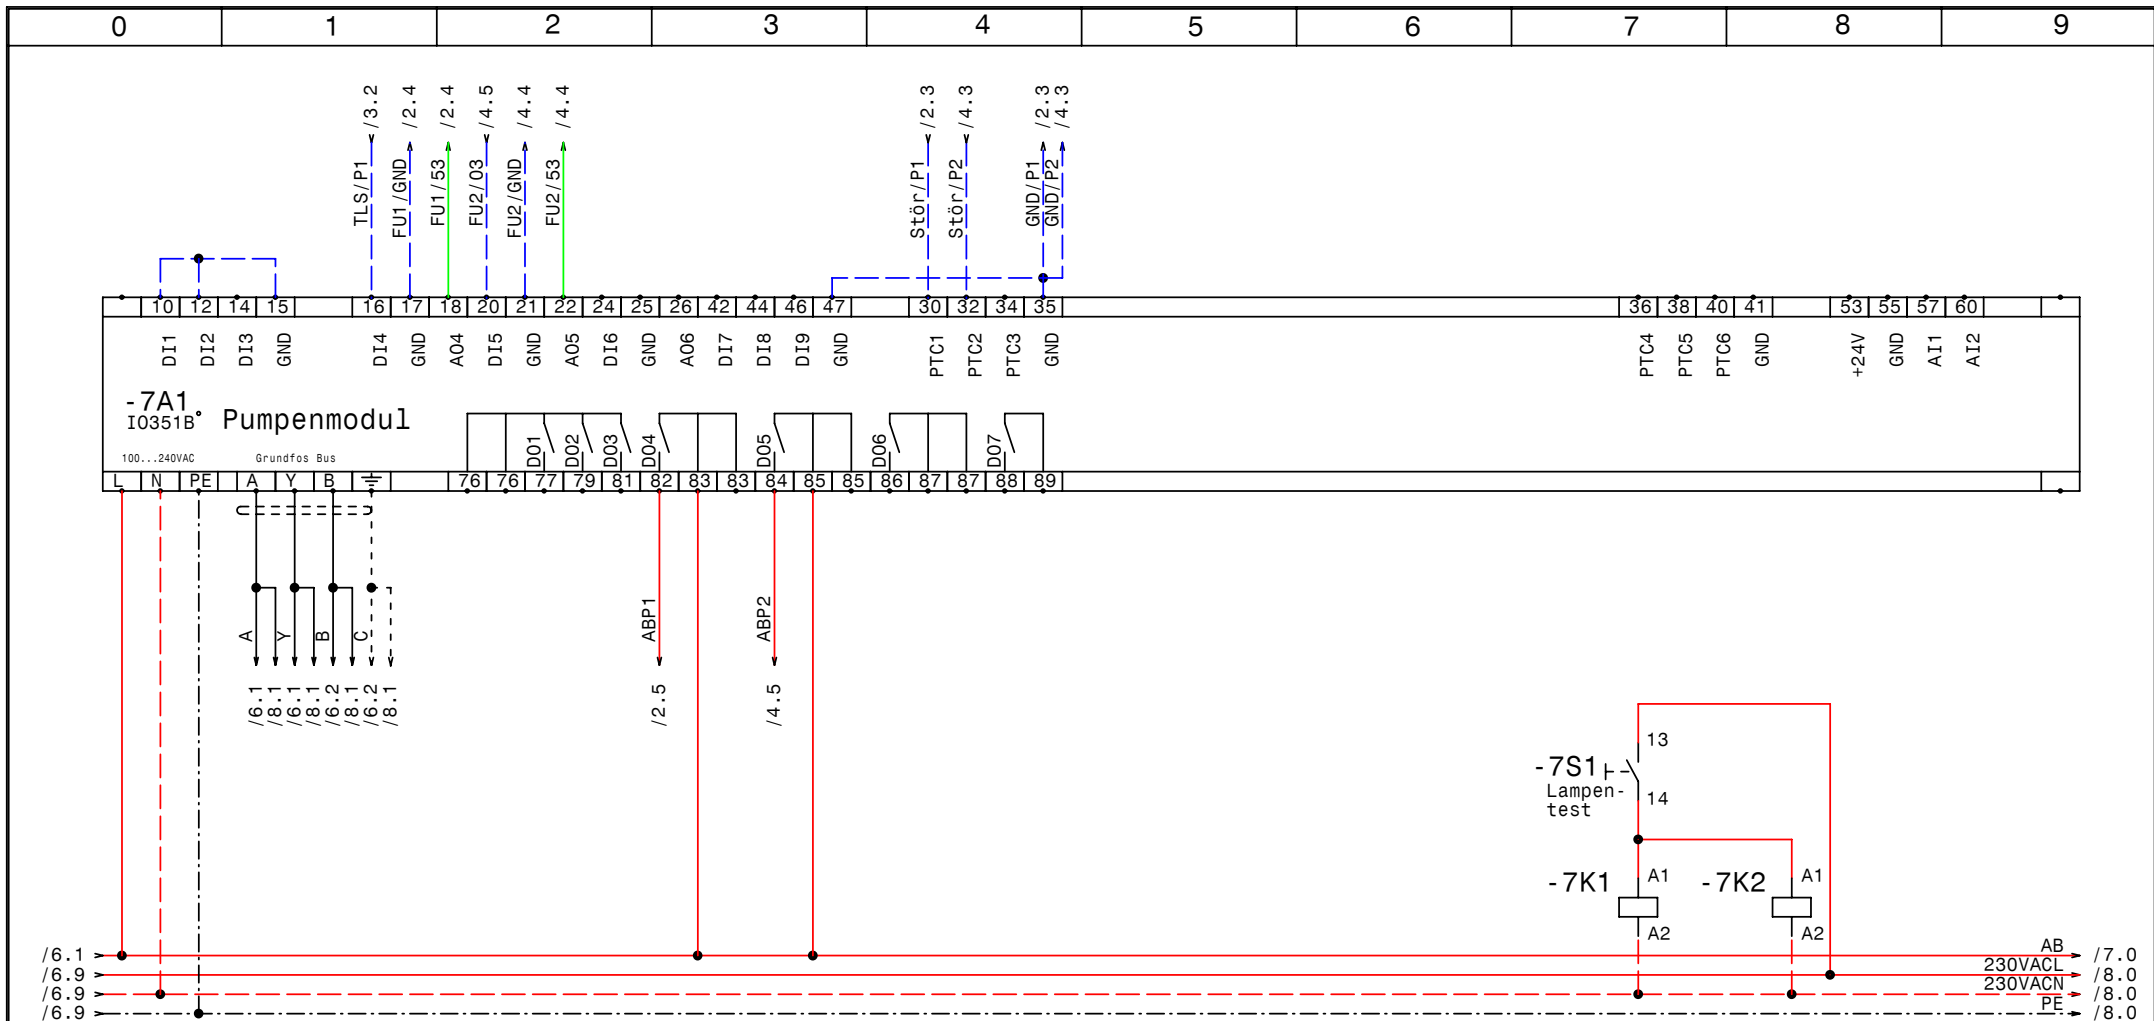 0 1 2 3 4 5 6 7 8 9
/3.2 /2.4 /2.4 /4.5 /4.4 /4.4 /2.3 /4.3 /2.3 /4.3
TLS/P1 FU1/GND FU1/53 FU2/03 FU2/GND FU2/53 Stör/P1 Stör/P2 GND/P1 GND/P2
10 12 14 15 16 17 18 20 21 22 24 25 26 42 44 46 47 30 32 34 35 36 38 40 41 53 55 57 60
DI1 DI2 DI3 GND DI4 GND AO4 DI5 GND AO5 DI6 GND AO6 DI7 DI8 DI9 GND PTC1 PTC2 PTC3 GND PTC4 PTC5 PTC6 GND +24V GND AI1 AI2
-7A1
IO351B° Pumpenmodul
DO1 DO2 DO3 DO4 DO5 DO6 DO7
100...240VAC Grundfos Bus
L N PE A Y B 76 76 77 79 81 82 83 83 84 85 85 86 87 87 88 89
A Y B C ABP1 ABP2
/6.1 /8.1 /6.1 /8.1 /6.2 /8.1 /6.2 /8.1 /2.5 /4.5
13
-7S1
Lampen-
test
14
-7K1 A1 -7K2 A1
A2 A2
/6.1 AB /7.0
/6.9 230VACL /8.0
/6.9 230VACN /8.0
/6.9 PE /8.0